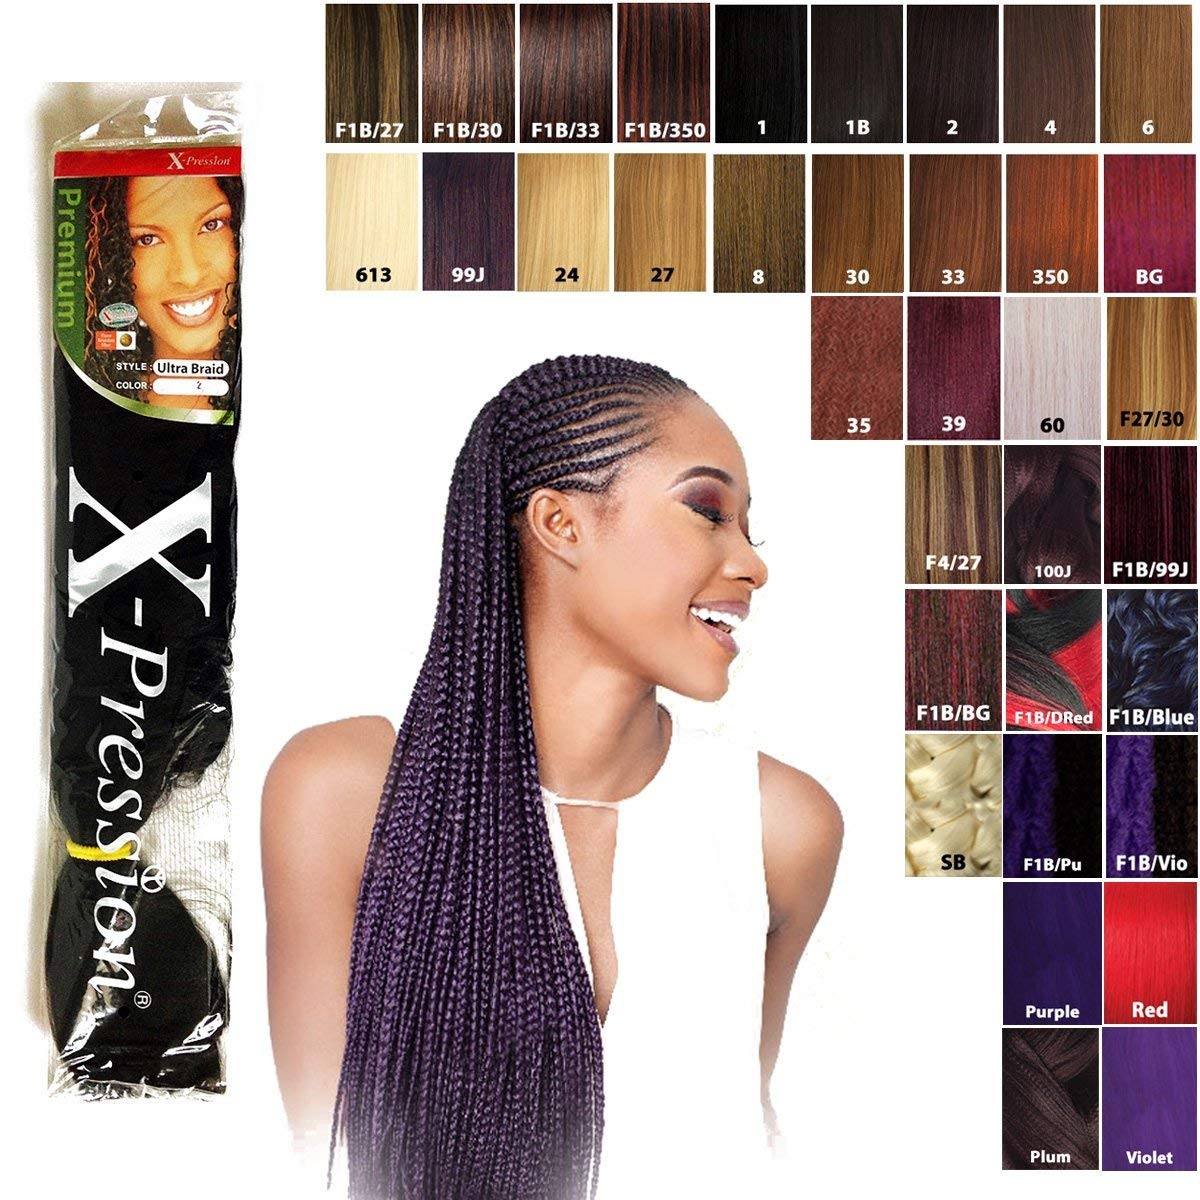 X-Pression®
Premium
STYLE: Ultra Braid
COLOR: 2
X-Pression®
F1B/27
F1B/30
F1B/33
F1B/350
1
1B
2
4
6
613
99J
24
27
8
30
33
350
BG
35
39
60
F27/30
F4/27
100J
F1B/99J
F1B/BG
F1B/DRed
F1B/Blue
SB
F1B/Pu
F1B/Vio
Purple
Red
Plum
Violet